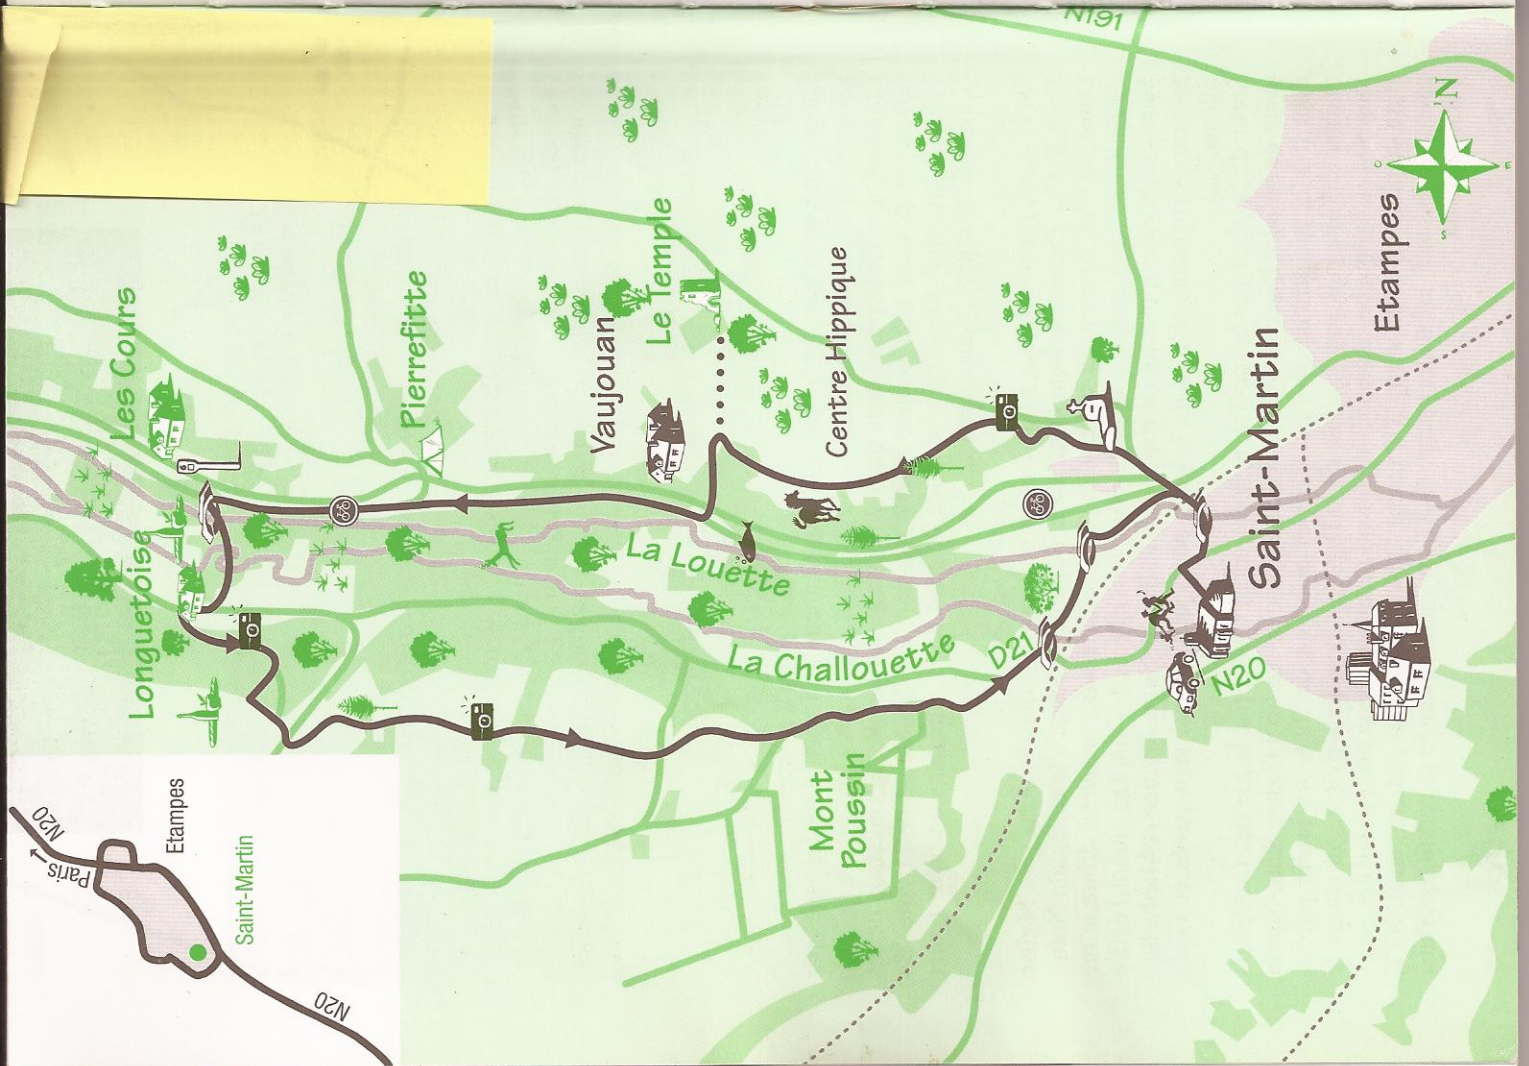 N191
N
O
E
S
Etampes
Le Temple
Centre Hippique
Pierrefitte
Les Cours
Vaujouan
Saint-Martin
Longuetoise
La Louette
La Challouette
D21
N20
Mont
Poussin
N20
Paris
Etampes
Saint-Martin
N20